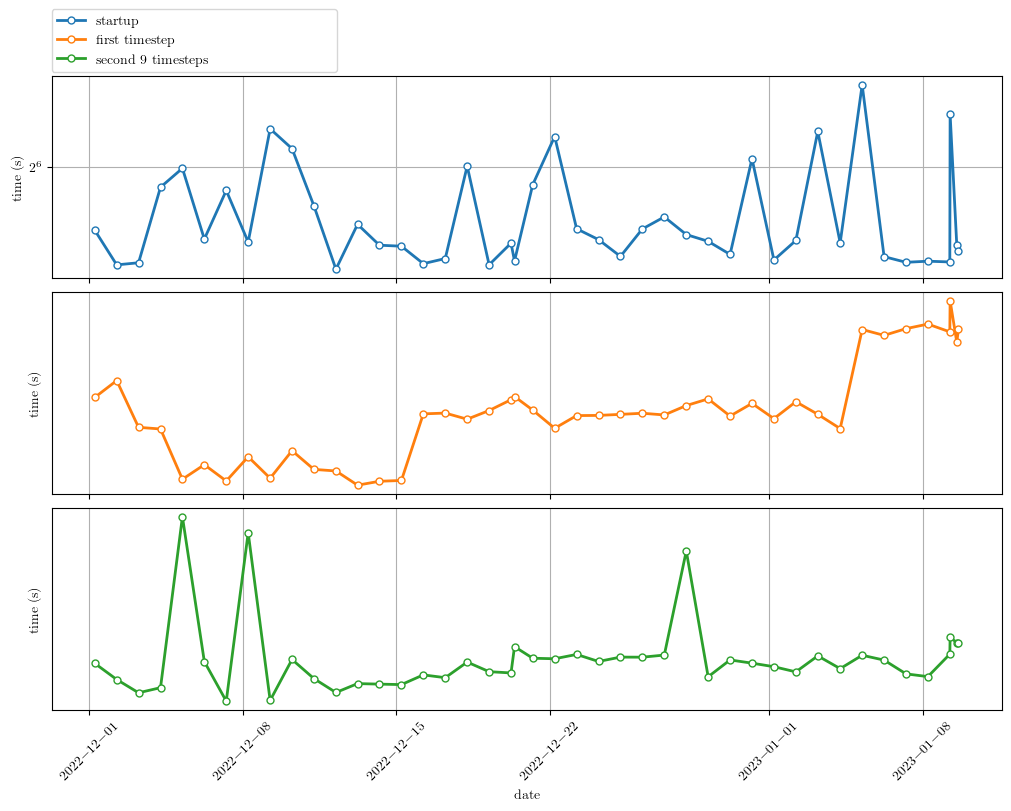 startup
first timestep
second 9 timesteps
time (s)
2⁶
time (s)
time (s)
2022−12−01
2022−12−08
2022−12−15
2022−12−22
2023−01−01
2023−01−08
date